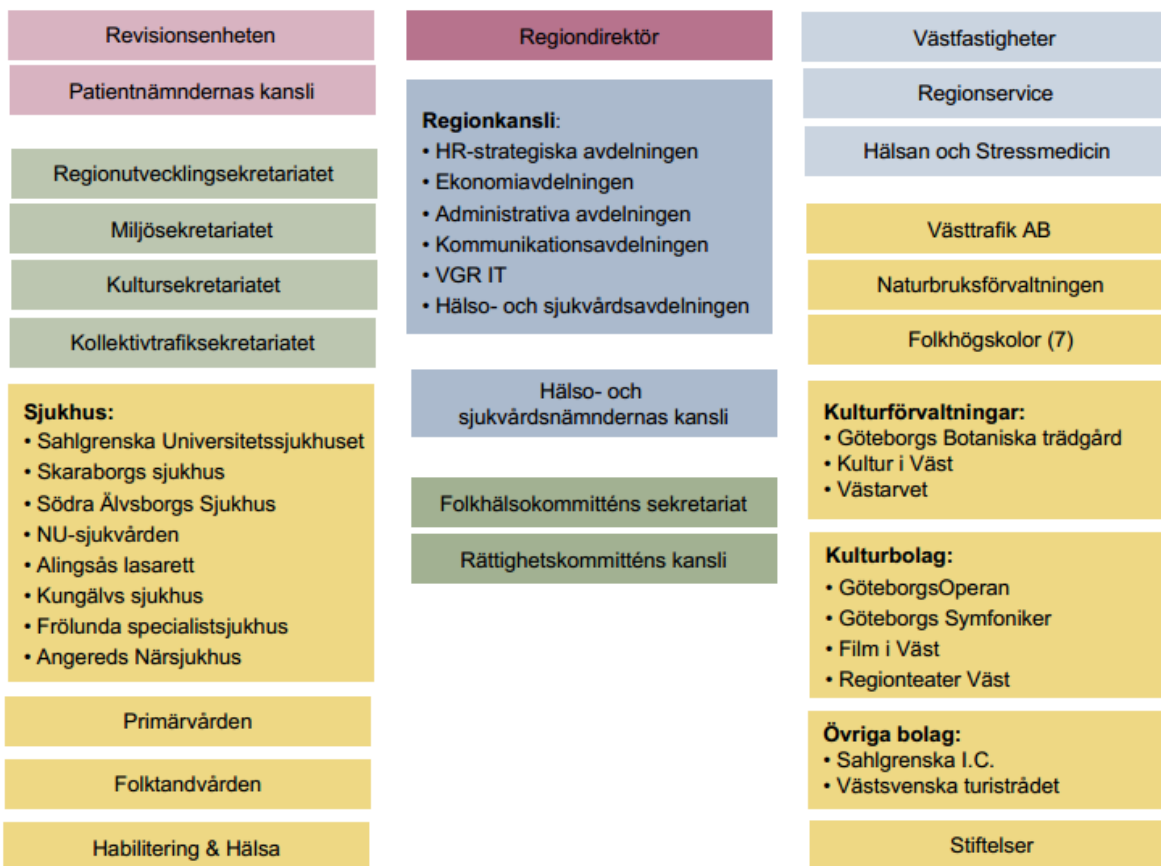 Revisionsenheten
Patientnämndernas kansli
Regionutvecklingsekretariatet
Miljösekretariatet
Kultursekretariatet
Kollektivtrafiksekretariatet
Sjukhus:
• Sahlgrenska Universitetssjukhuset
• Skaraborgs sjukhus
• Södra Älvsborgs Sjukhus
• NU-sjukvården
• Alingsås lasarett
• Kungälvs sjukhus
• Frölunda specialistsjukhus
• Angereds Närsjukhus
Primärvården
Folktandvården
Habilitering & Hälsa
Regiondirektör
Regionkansli:
• HR-strategiska avdelningen
• Ekonomiavdelningen
• Administrativa avdelningen
• Kommunikationsavdelningen
• VGR IT
• Hälso- och sjukvårdsavdelningen
Hälso- och
sjukvårdsnämndernas kansli
Folkhälsokommitténs sekretariat
Rättighetskommitténs kansli
Västfastigheter
Regionservice
Hälsan och Stressmedicin
Västtrafik AB
Naturbruksförvaltningen
Folkhögskolor (7)
Kulturförvaltningar:
• Göteborgs Botaniska trädgård
• Kultur i Väst
• Västarvet
Kulturbolag:
• GöteborgsOperan
• Göteborgs Symfoniker
• Film i Väst
• Regionteater Väst
Övriga bolag:
• Sahlgrenska I.C.
• Västsvenska turistrådet
Stiftelser